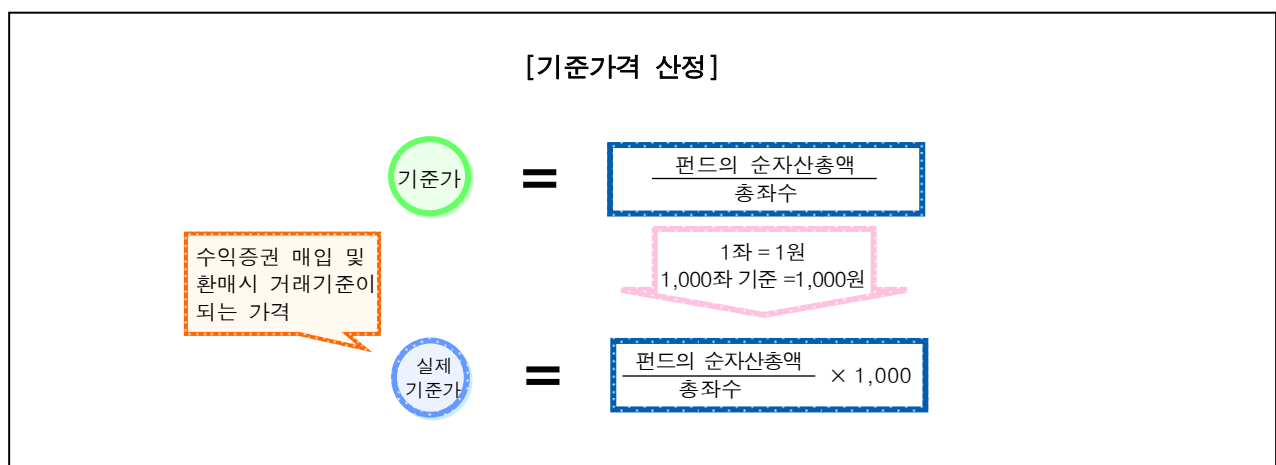 [기준가격 산정]
기준가
=
펀드의 순자산총액
총좌수
1좌 = 1원
1,000좌 기준 =1,000원
수익증권 매입 및
환매시 거래기준이
되는 가격
실제
기준가
=
펀드의 순자산총액
총좌수
× 1,000